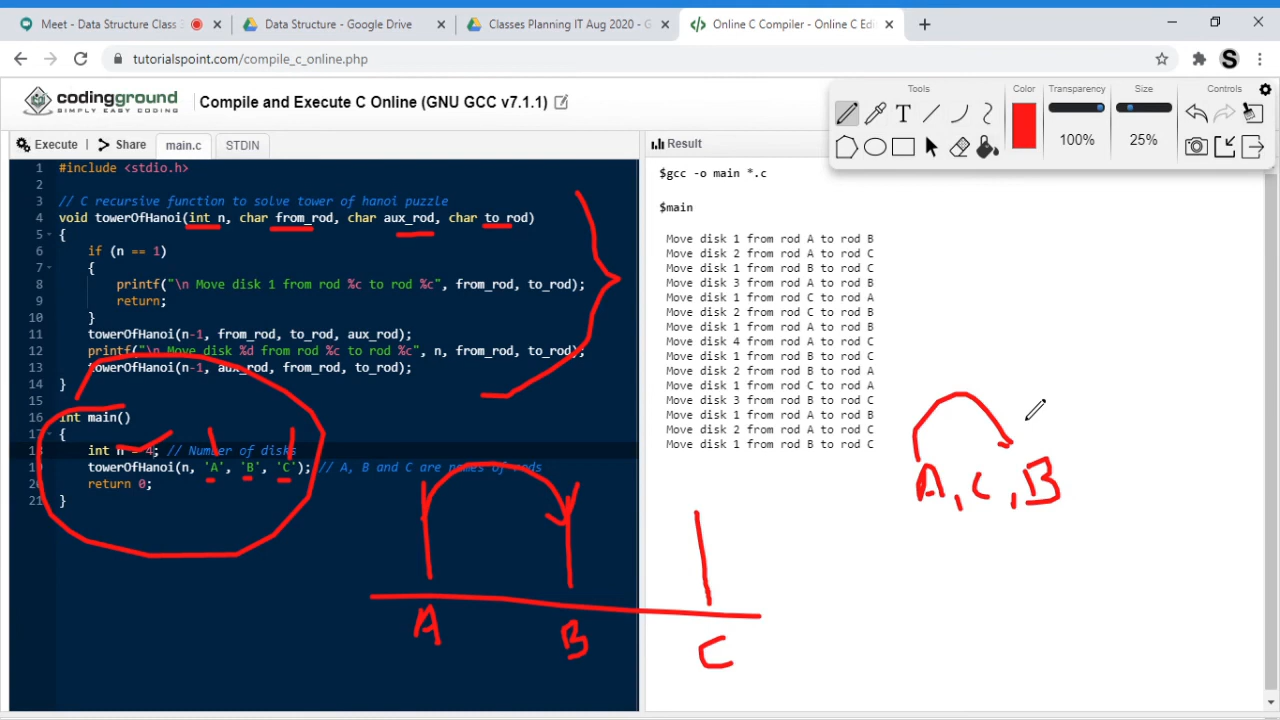 Meet - Data Structure Class
Data Structure - Google Drive
Classes Planning IT Aug 2020 - G
Online C Compiler - Online C Edi
tutorialspoint.com/compile_c_online.php
S
codingground
SIMPLY EASY CODING
Compile and Execute C Online (GNU GCC v7.1.1)
Tools Color Transparency Size Controls
T
100% 25%
Execute Share main.c STDIN
Result
1 #include <stdio.h>
2
3 // C recursive function to solve tower of hanoi puzzle
4 void towerOfHanoi(int n, char from_rod, char aux_rod, char to_rod)
5 {
6 if (n == 1)
7 {
8 printf("\n Move disk 1 from rod %c to rod %c", from_rod, to_rod);
9 return;
10 }
11 towerOfHanoi(n-1, from_rod, to_rod, aux_rod);
12 printf("\n Move disk %d from rod %c to rod %c", n, from_rod, to_rod);
13 towerOfHanoi(n-1, aux_rod, from_rod, to_rod);
14 }
15
16 int main()
17 {
int n = 4; // Number of disks
towerOfHanoi(n, 'A', 'B', 'C'); // A, B and C are names of rods
20 return 0;
21 }
$gcc -o main *.c
$main
Move disk 1 from rod A to rod B
Move disk 2 from rod A to rod C
Move disk 1 from rod B to rod C
Move disk 3 from rod A to rod B
Move disk 1 from rod C to rod A
Move disk 2 from rod C to rod B
Move disk 1 from rod A to rod B
Move disk 4 from rod A to rod C
Move disk 1 from rod B to rod C
Move disk 2 from rod B to rod A
Move disk 1 from rod C to rod A
Move disk 3 from rod B to rod C
Move disk 1 from rod A to rod B
Move disk 2 from rod A to rod C
Move disk 1 from rod B to rod C
A, C, B
A B C